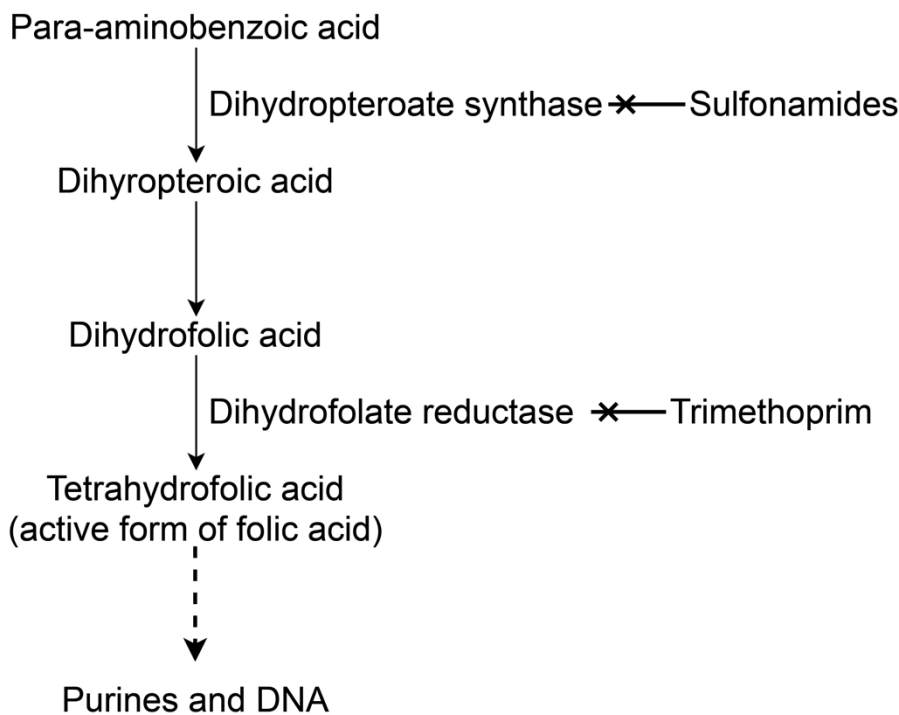 Para-aminobenzoic acid
Dihydropteroate synthase
Sulfonamides
Dihyropteroic acid
Dihydrofolic acid
Dihydrofolate reductase
Trimethoprim
Tetrahydrofolic acid
(active form of folic acid)
Purines and DNA